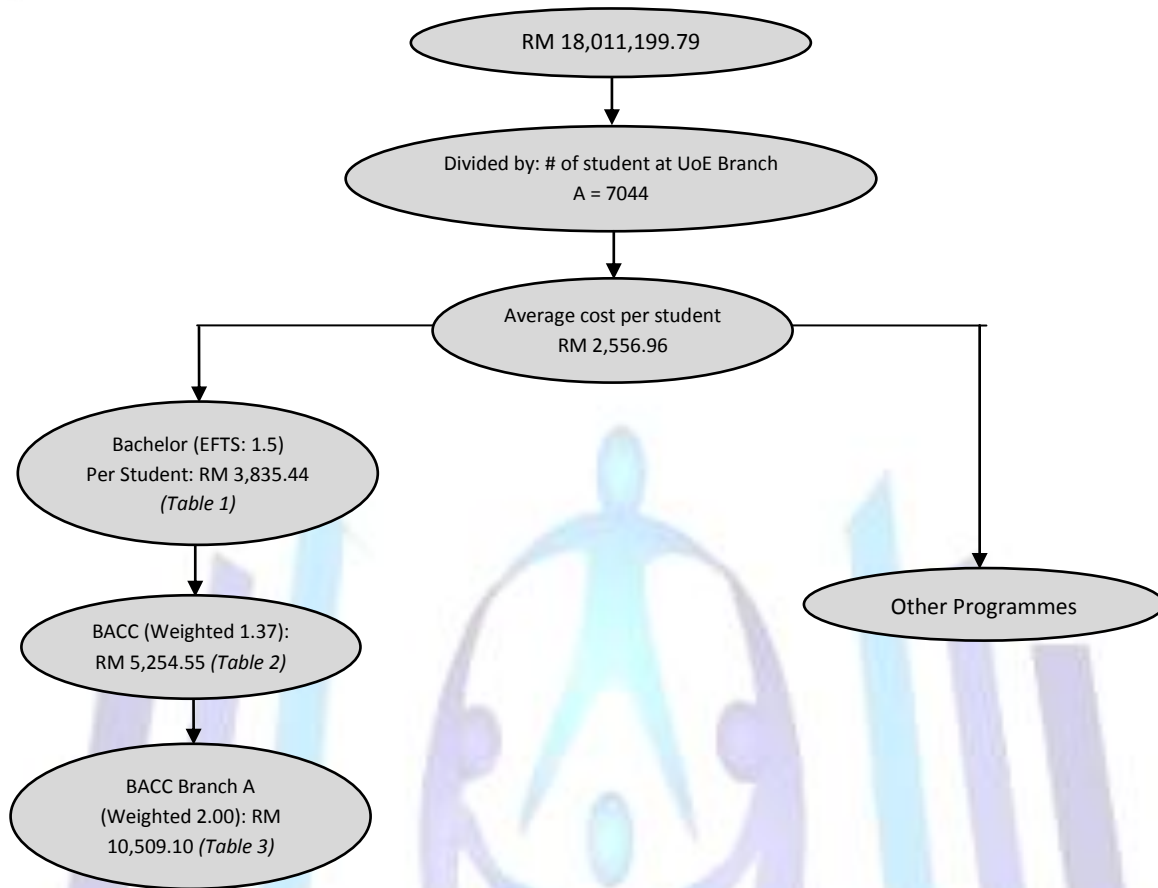 RM 18,011,199.79
Divided by: # of student at UoE Branch
A = 7044
Average cost per student
RM 2,556.96
Bachelor (EFTS: 1.5)
Per Student: RM 3,835.44
(Table 1)
Other Programmes
BACC (Weighted 1.37):
RM 5,254.55 (Table 2)
BACC Branch A
(Weighted 2.00): RM
10,509.10 (Table 3)